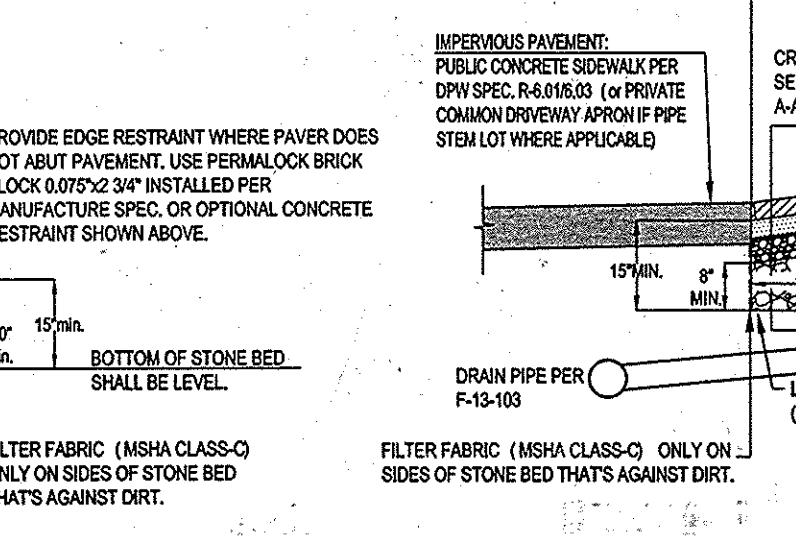 ROVIDE EDGE RESTRAINT WHERE PAVER DOES
OT ABUT PAVEMENT. USE PERMALOCK BRICK
LOCK 0.075"x2 3/4" INSTALLED PER
ANUFACTURE SPEC. OR OPTIONAL CONCRETE
ESTRAINT SHOWN ABOVE.
0"
in.
15"min.
BOTTOM OF STONE BED
SHALL BE LEVEL.
LTER FABRIC (MSHA CLASS-C)
NLY ON SIDES OF STONE BED
HAT'S AGAINST DIRT.
IMPERVIOUS PAVEMENT:
PUBLIC CONCRETE SIDEWALK PER
DPW SPEC. R-6.01/6.03 (or PRIVATE
COMMON DRIVEWAY APRON IF PIPE
STEM LOT WHERE APPLICABLE)
CR
SE
A-A
15"MIN.
8"
MIN.
DRAIN PIPE PER
F-13-103
L
(
FILTER FABRIC (MSHA CLASS-C) ONLY ON
SIDES OF STONE BED THAT'S AGAINST DIRT.